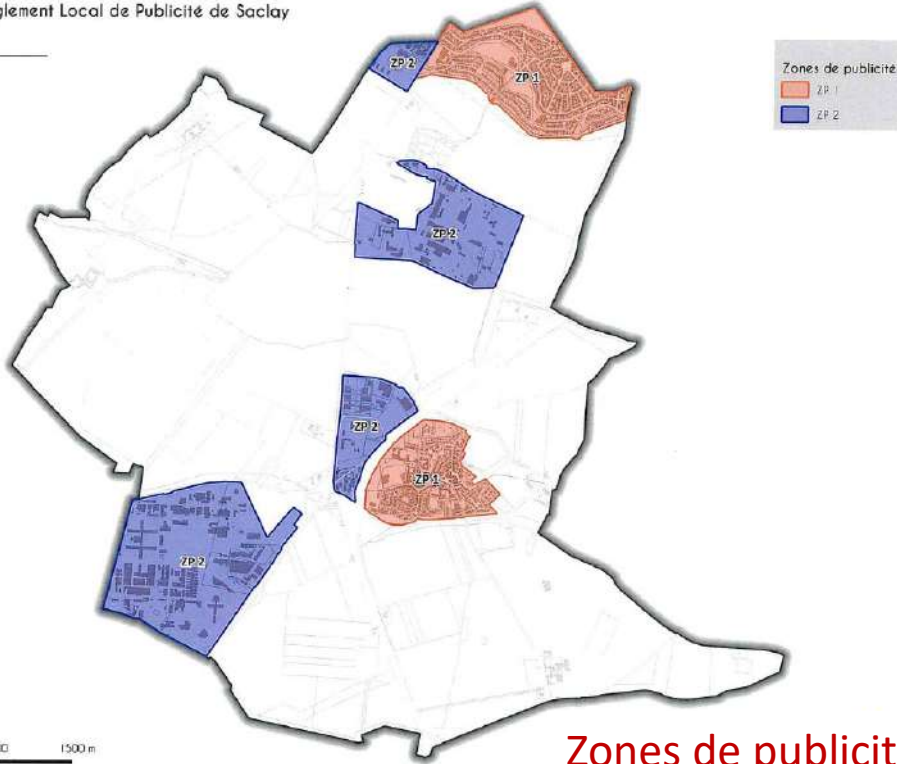 glement Local de Publicité de Saclay
Zones de publicité
ZP 1
ZP 2
ZP 2
ZP 1
ZP 2
ZP 2
ZP 1
ZP 2
1500 m
Zones de publicit